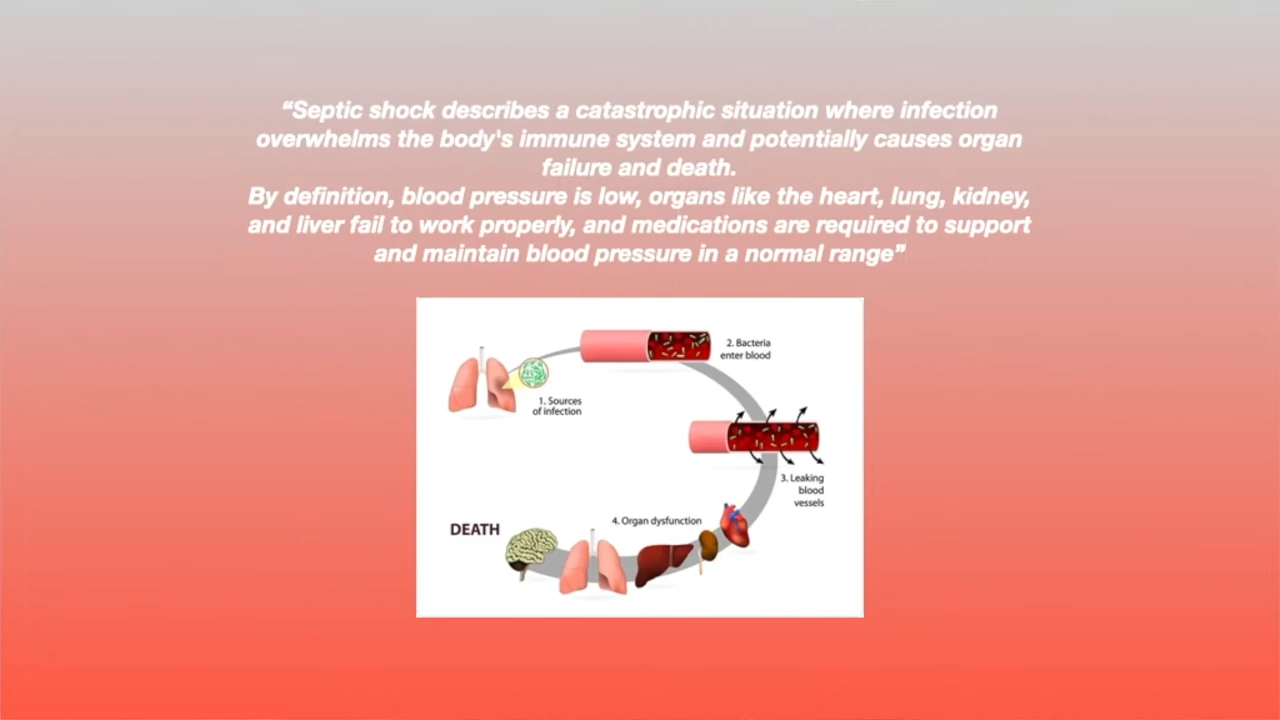 “Septic shock describes a catastrophic situation where infection
overwhelms the body's immune system and potentially causes organ
failure and death.
By definition, blood pressure is low, organs like the heart, lung, kidney,
and liver fail to work properly, and medications are required to support
and maintain blood pressure in a normal range”
2. Bacteria
enter blood
1. Sources
of infection
3. Leaking
blood
vessels
4. Organ dysfunction
DEATH